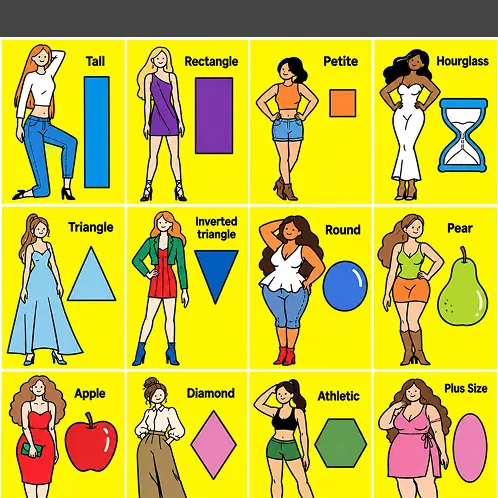 Tall
Rectangle
Petite
Hourglass
Triangle
Inverted
triangle
Round
Pear
Apple
Diamond
Athletic
Plus Size